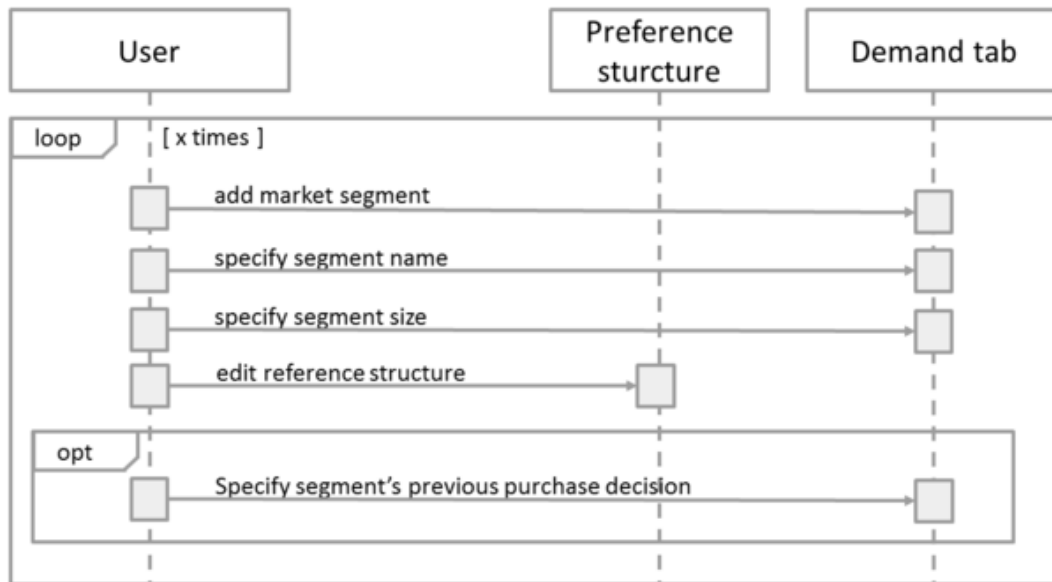 User
Preference
sturcture
Demand tab
loop
[ x times ]
add market segment
specify segment name
specify segment size
edit reference structure
opt
Specify segment’s previous purchase decision